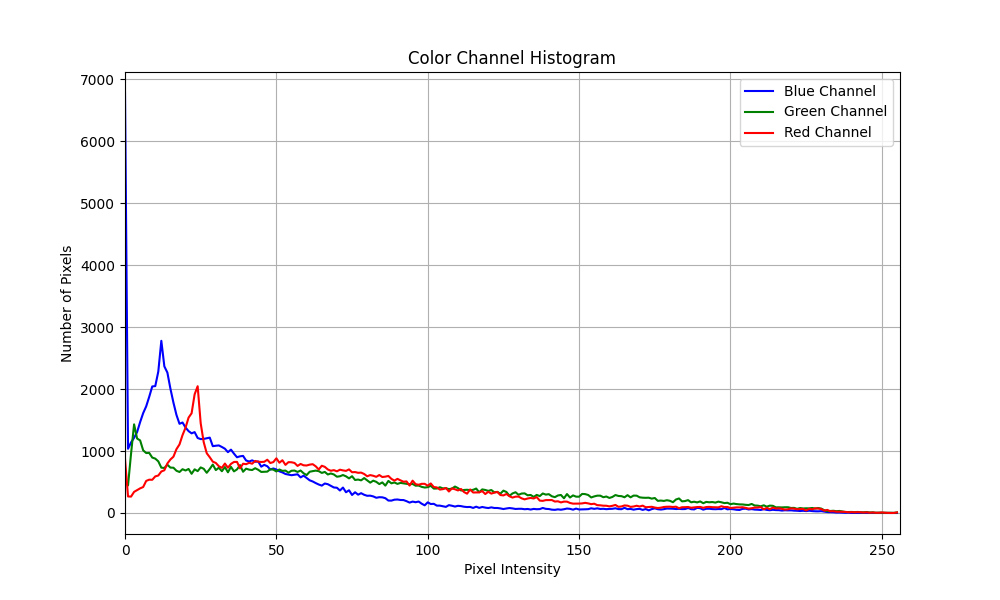 Color Channel Histogram
Blue Channel
Green Channel
Red Channel
Number of Pixels
7000
6000
5000
4000
3000
2000
1000
0
0 50 100 150 200 250
Pixel Intensity